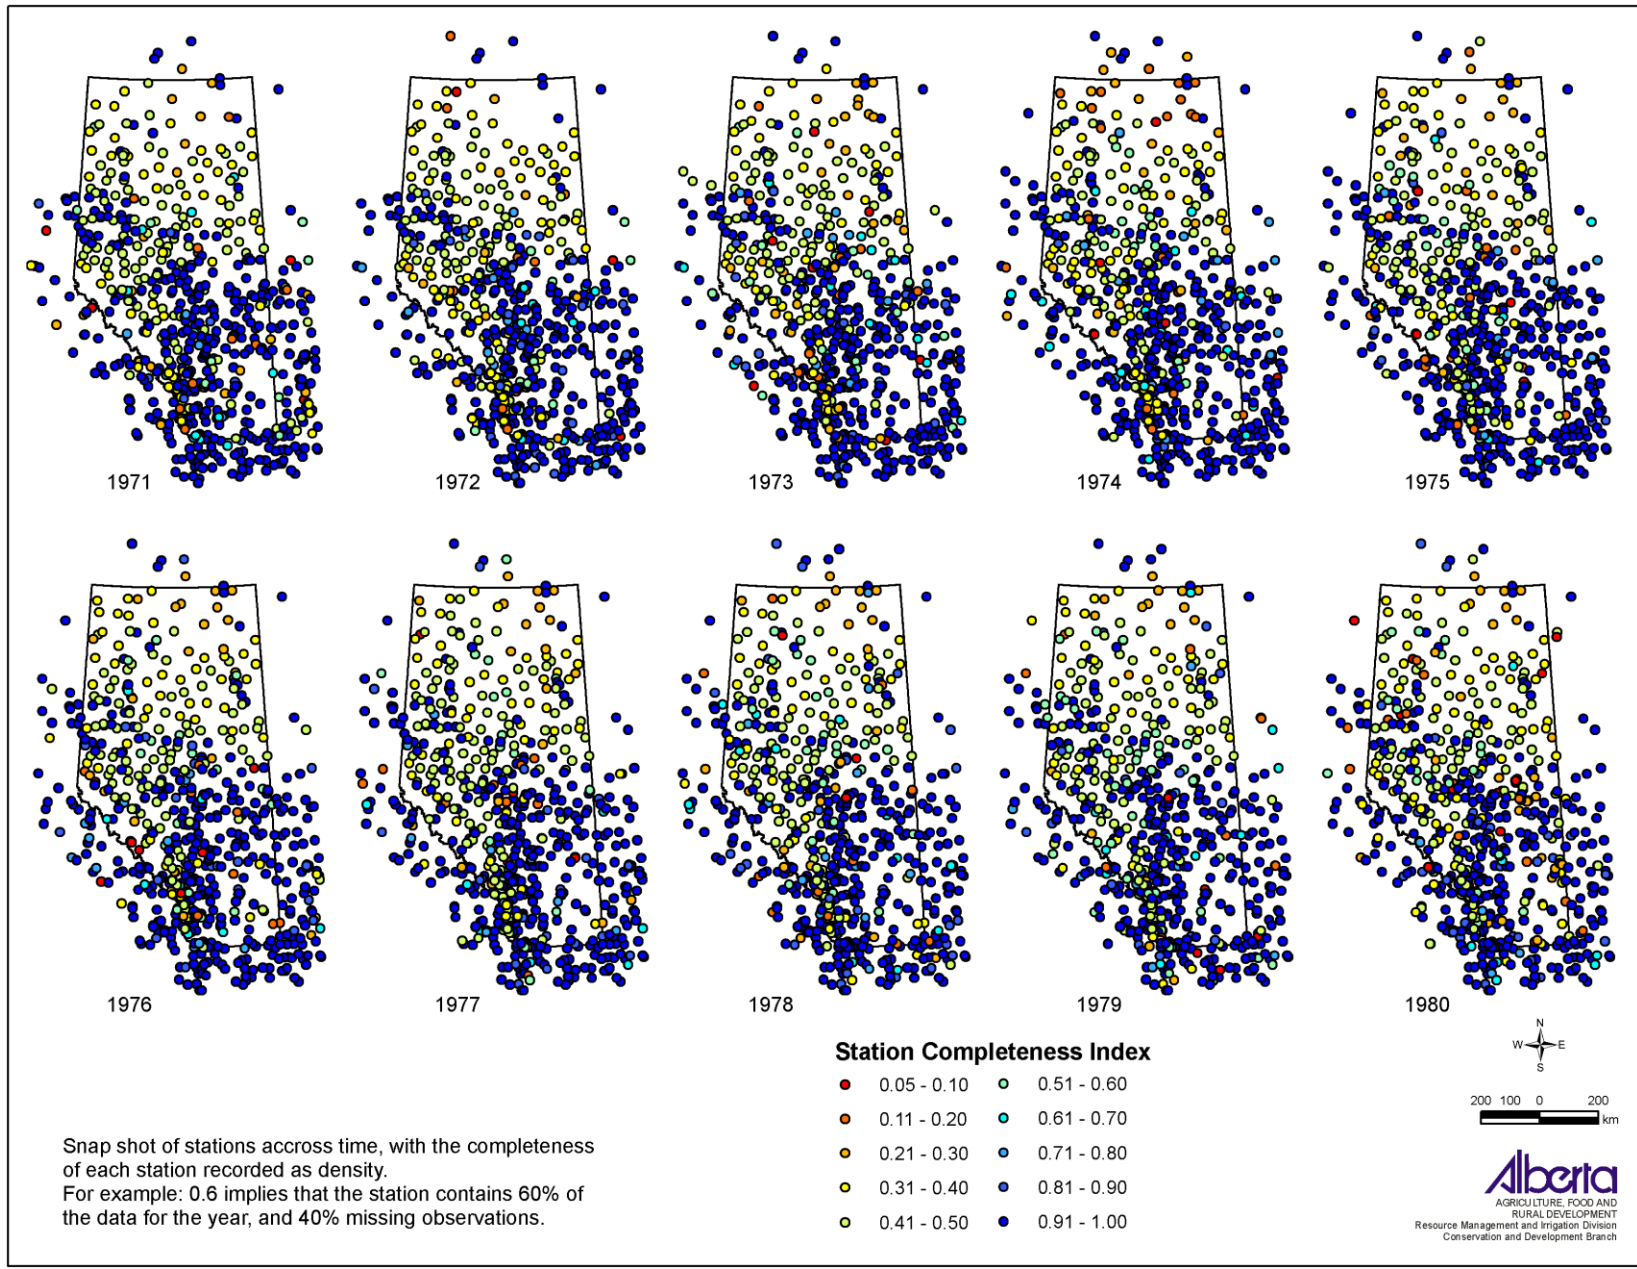 1971
1972
1973
1974
1975
1976
1977
1978
1979
1980
Station Completeness Index
0.05 - 0.10
0.51 - 0.60
0.11 - 0.20
0.61 - 0.70
0.21 - 0.30
0.71 - 0.80
0.31 - 0.40
0.81 - 0.90
0.41 - 0.50
0.91 - 1.00
Snap shot of stations accross time, with the completeness
of each station recorded as density.
For example: 0.6 implies that the station contains 60% of
the data for the year, and 40% missing observations.
N
W E
S
200 100 0 200
km
Alberta
AGRICULTURE, FOOD AND
RURAL DEVELOPMENT
Resource Management and Irrigation Division
Conservation and Development Branch